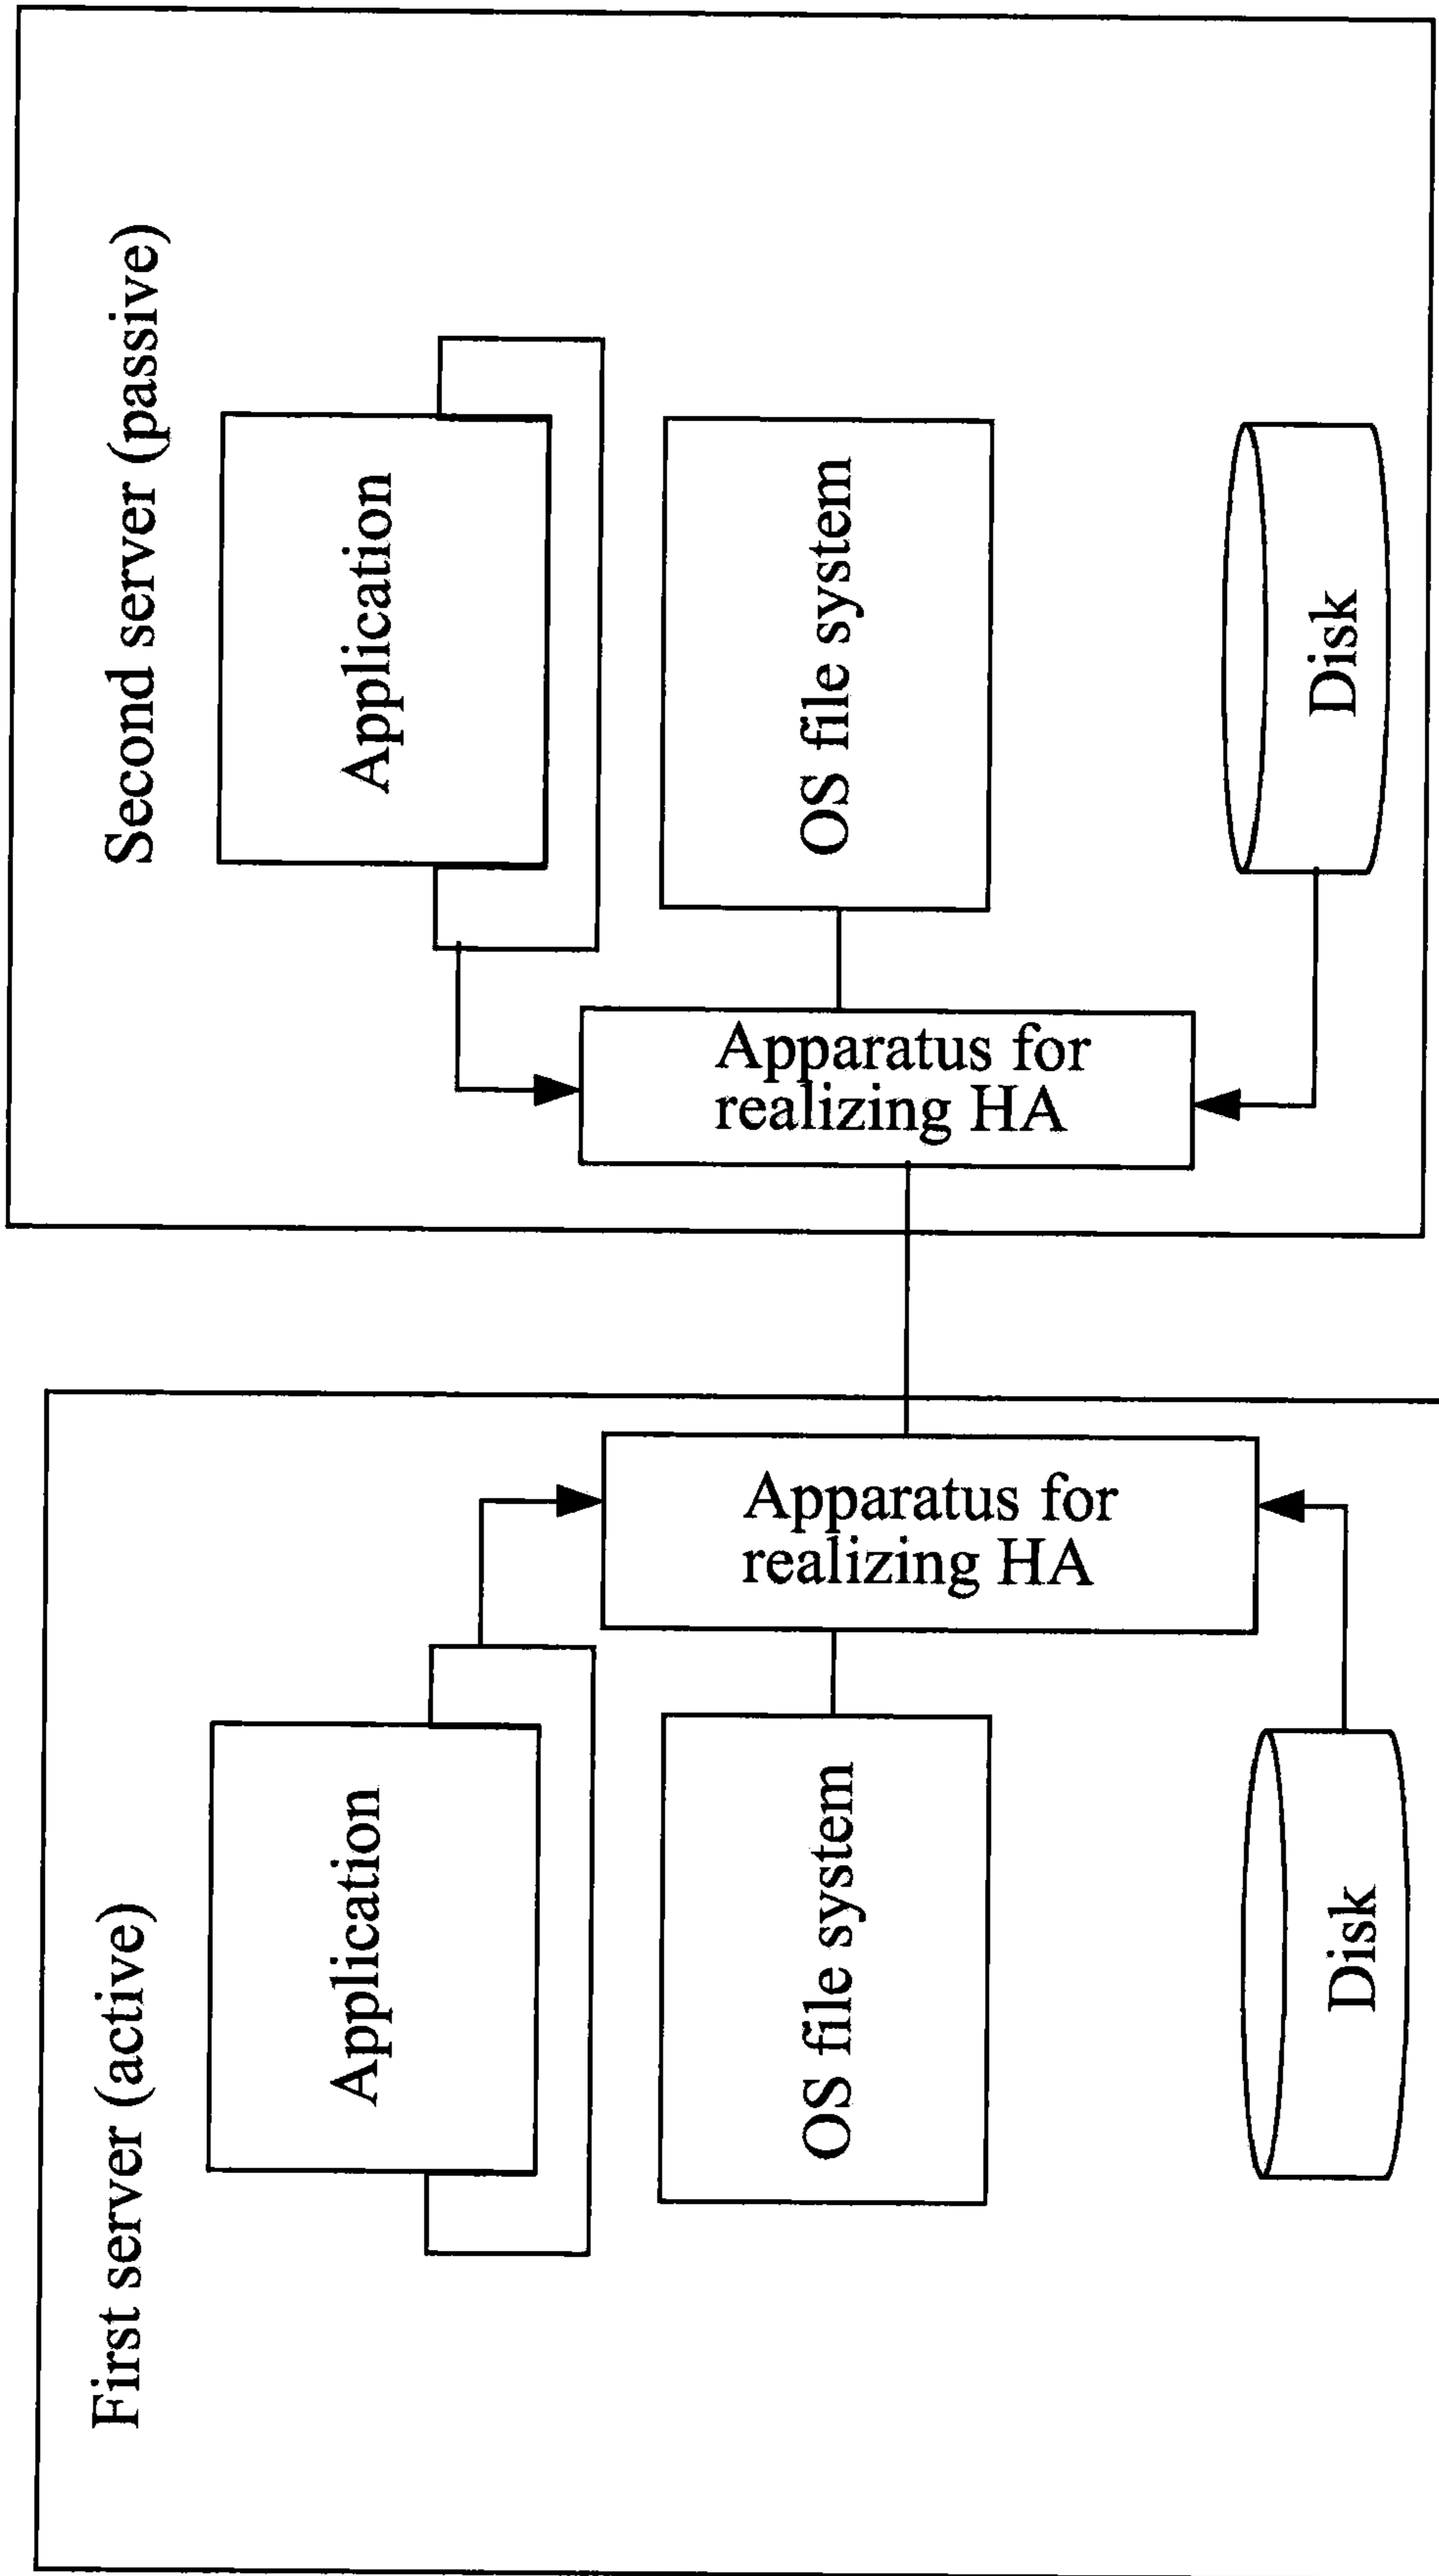 First server (active)
Application
OS file system
Disk
Apparatus for
realizing HA
Second server (passive)
Application
OS file system
Disk
Apparatus for
realizing HA